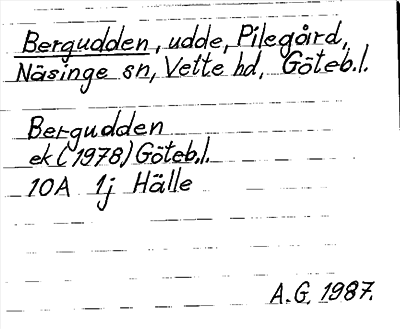 Bergudden, udde, Pilegård,
Näsinge sn, Vette hd, Göteb.l.
Bergudden
ek (1978) Göteb.l.
10A 1j Hälle
A.G. 1987.